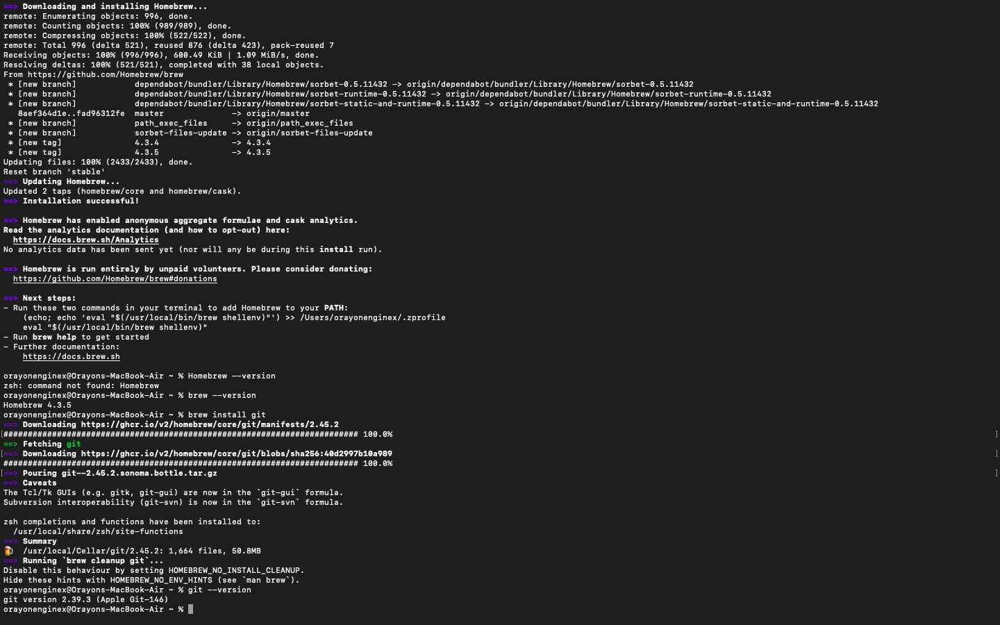 ==> Downloading and installing Homebrew...
remote: Enumerating objects: 996, done.
remote: Counting objects: 100% (989/989), done.
remote: Compressing objects: 100% (522/522), done.
remote: Total 996 (delta 521), reused 876 (delta 423), pack-reused 7
Receiving objects: 100% (996/996), 600.49 KiB | 1.09 MiB/s, done.
Resolving deltas: 100% (521/521), completed with 38 local objects.
From https://github.com/Homebrew/brew
 * [new branch]            dependabot/bundler/Library/Homebrew/sorbet-0.5.11432 -> origin/dependabot/bundler/Library/Homebrew/sorbet-0.5.11432
 * [new branch]            dependabot/bundler/Library/Homebrew/sorbet-runtime-0.5.11432 -> origin/dependabot/bundler/Library/Homebrew/sorbet-runtime-0.5.11432
 * [new branch]            dependabot/bundler/Library/Homebrew/sorbet-static-and-runtime-0.5.11432 -> origin/dependabot/bundler/Library/Homebrew/sorbet-static-and-runtime-0.5.11432
   8aef364d1e..fad96312fe  master              -> origin/master
 * [new branch]            path_exec_files     -> origin/path_exec_files
 * [new branch]            sorbet-files-update -> origin/sorbet-files-update
 * [new tag]               4.3.4               -> 4.3.4
 * [new tag]               4.3.5               -> 4.3.5
Updating files: 100% (2433/2433), done.
Reset branch 'stable'
==> Updating Homebrew...
Updated 2 taps (homebrew/core and homebrew/cask).
==> Installation successful!

==> Homebrew has enabled anonymous aggregate formulae and cask analytics.
Read the analytics documentation (and how to opt-out) here:
  https://docs.brew.sh/Analytics
No analytics data has been sent yet (nor will any be during this install run).

==> Homebrew is run entirely by unpaid volunteers. Please consider donating:
  https://github.com/Homebrew/brew#donations

==> Next steps:
- Run these two commands in your terminal to add Homebrew to your PATH:
    (echo; echo 'eval "$(/usr/local/bin/brew shellenv)"') >> /Users/orayonenginex/.zprofile
    eval "$(/usr/local/bin/brew shellenv)"
- Run brew help to get started
- Further documentation:
    https://docs.brew.sh

orayonenginex@Orayons-MacBook-Air ~ % Homebrew --version
zsh: command not found: Homebrew
orayonenginex@Orayons-MacBook-Air ~ % brew --version
Homebrew 4.3.5
orayonenginex@Orayons-MacBook-Air ~ % brew install git
==> Downloading https://ghcr.io/v2/homebrew/core/git/manifests/2.45.2
[######################################################################### 100.0% ]
==> Fetching git
[==> Downloading https://ghcr.io/v2/homebrew/core/git/blobs/sha256:40d2997b10a989 ]
######################################################################### 100.0%
[==> Pouring git--2.45.2.sonoma.bottle.tar.gz ]
==> Caveats
The Tcl/Tk GUIs (e.g. gitk, git-gui) are now in the `git-gui` formula.
Subversion interoperability (git-svn) is now in the `git-svn` formula.

zsh completions and functions have been installed to:
  /usr/local/share/zsh/site-functions
==> Summary
🍺  /usr/local/Cellar/git/2.45.2: 1,664 files, 50.8MB
==> Running `brew cleanup git`...
Disable this behaviour by setting HOMEBREW_NO_INSTALL_CLEANUP.
Hide these hints with HOMEBREW_NO_ENV_HINTS (see `man brew`).
orayonenginex@Orayons-MacBook-Air ~ % git --version
git version 2.39.3 (Apple Git-146)
orayonenginex@Orayons-MacBook-Air ~ %